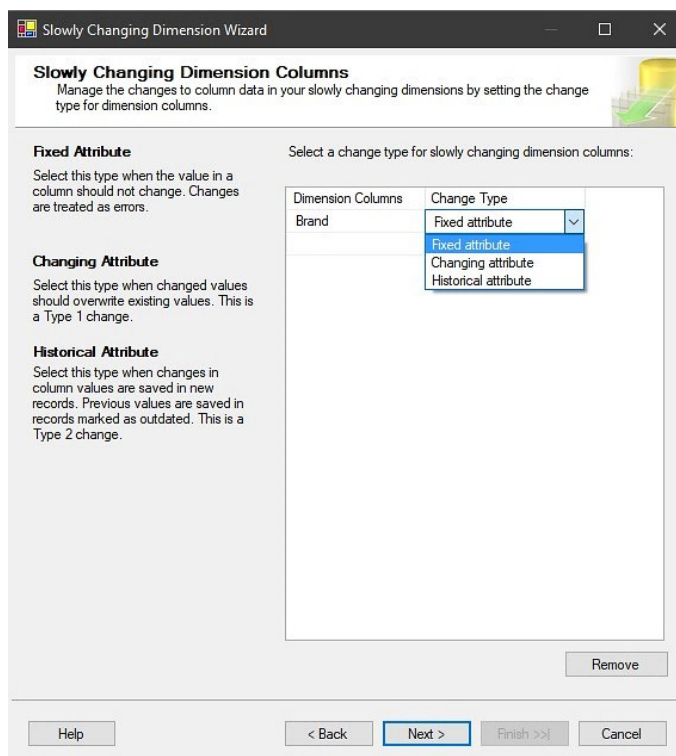 Slowly Changing Dimension Wizard
Slowly Changing Dimension Columns
Manage the changes to column data in your slowly changing dimensions by setting the change
type for dimension columns.
Fixed Attribute
Select this type when the value in a
column should not change. Changes
are treated as errors.
Changing Attribute
Select this type when changed values
should overwrite existing values. This is
a Type 1 change.
Historical Attribute
Select this type when changes in
column values are saved in new
records. Previous values are saved in
records marked as outdated. This is a
Type 2 change.
Select a change type for slowly changing dimension columns:
Dimension Columns Change Type
Brand Fixed attribute
Fixed attribute
Changing attribute
Historical attribute
Remove
Help < Back Next > Finish >>| Cancel